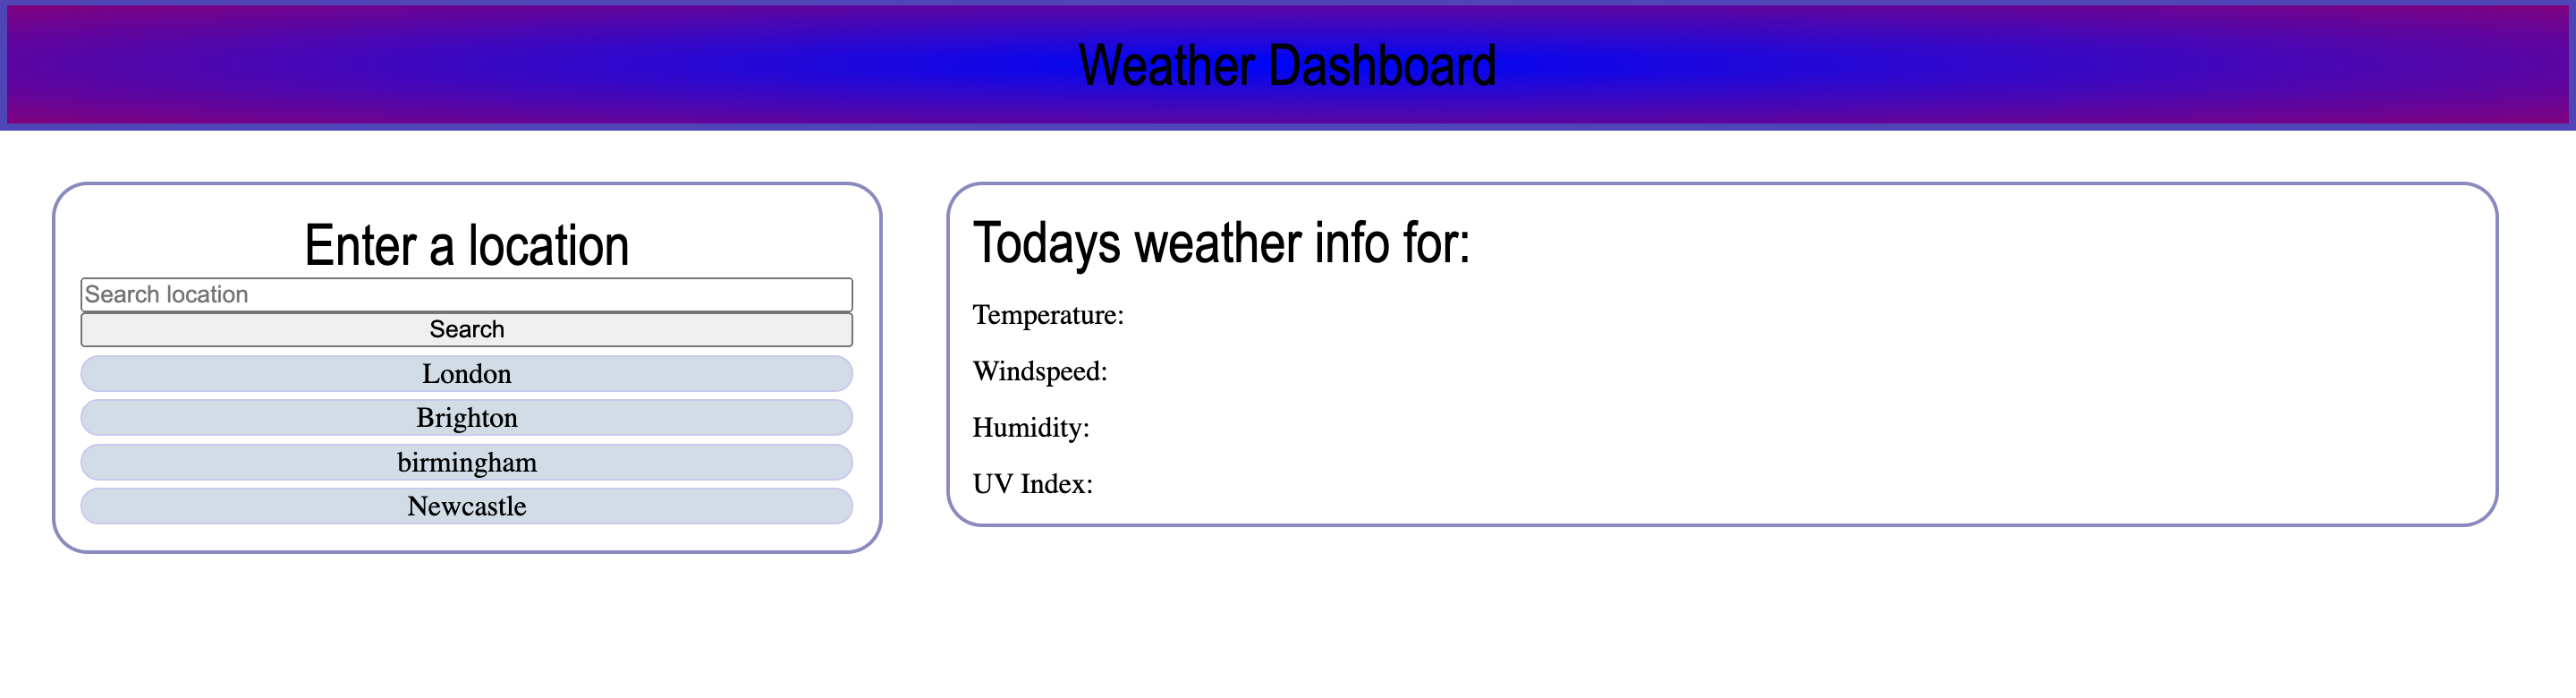 Weather Dashboard
Enter a location
Search location
Search
London
Brighton
birmingham
Newcastle
Todays weather info for:
Temperature:
Windspeed:
Humidity:
UV Index: